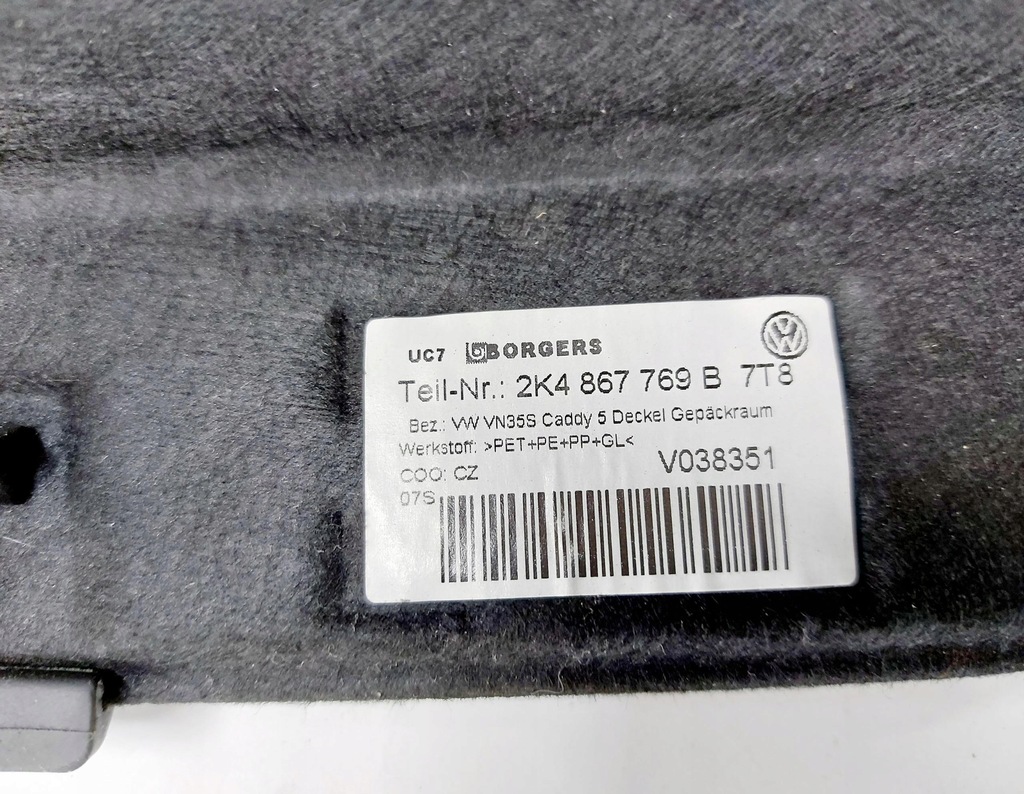 UC7 BORGERS
Teil-Nr.: 2K4 867 769 B 7T8
Bez.: VW VN35S Caddy 5 Deckel Gepäckraum
Werkstoff: >PET+PE+PP+GL<
COO: CZ V038351
07S